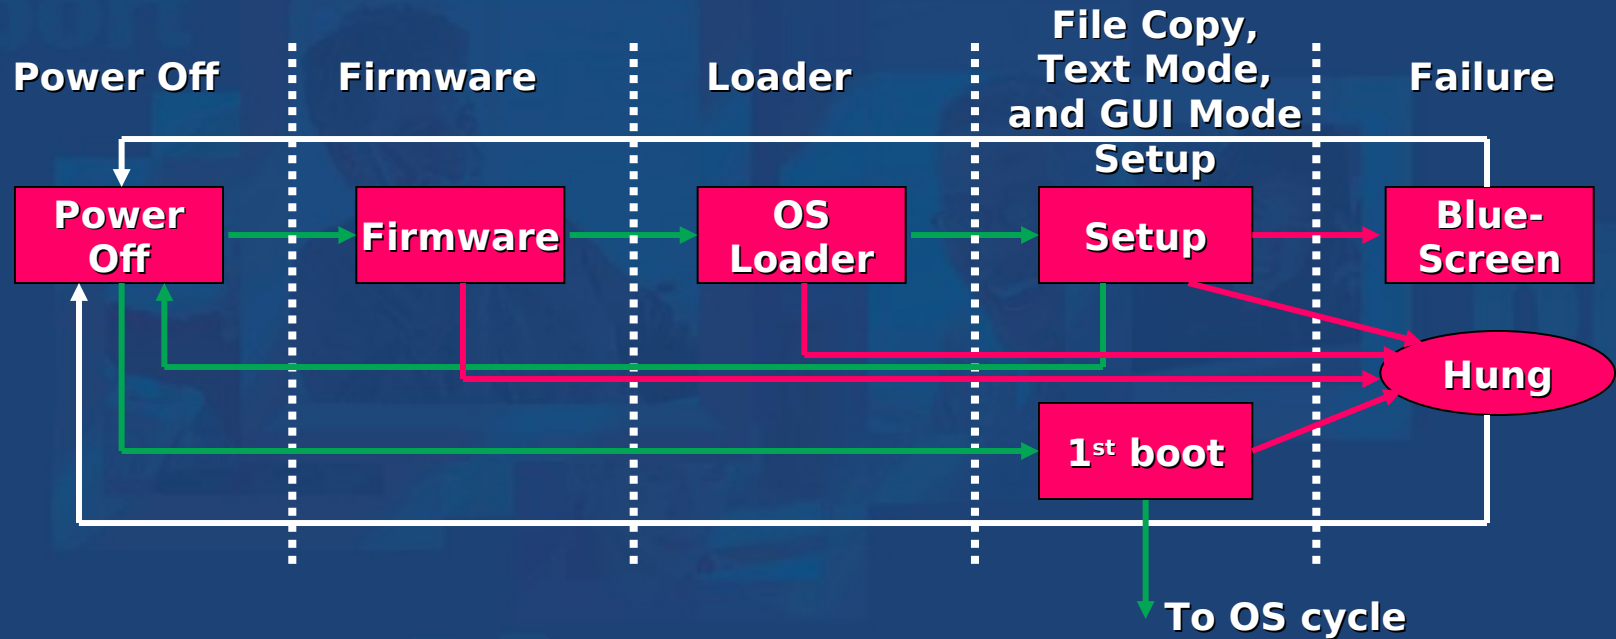 Power Off
Firmware
Loader
File Copy,
Text Mode,
and GUI Mode
Setup
Failure
Power
Off
Firmware
OS
Loader
Setup
Blue-
Screen
Hung
1st boot
To OS cycle